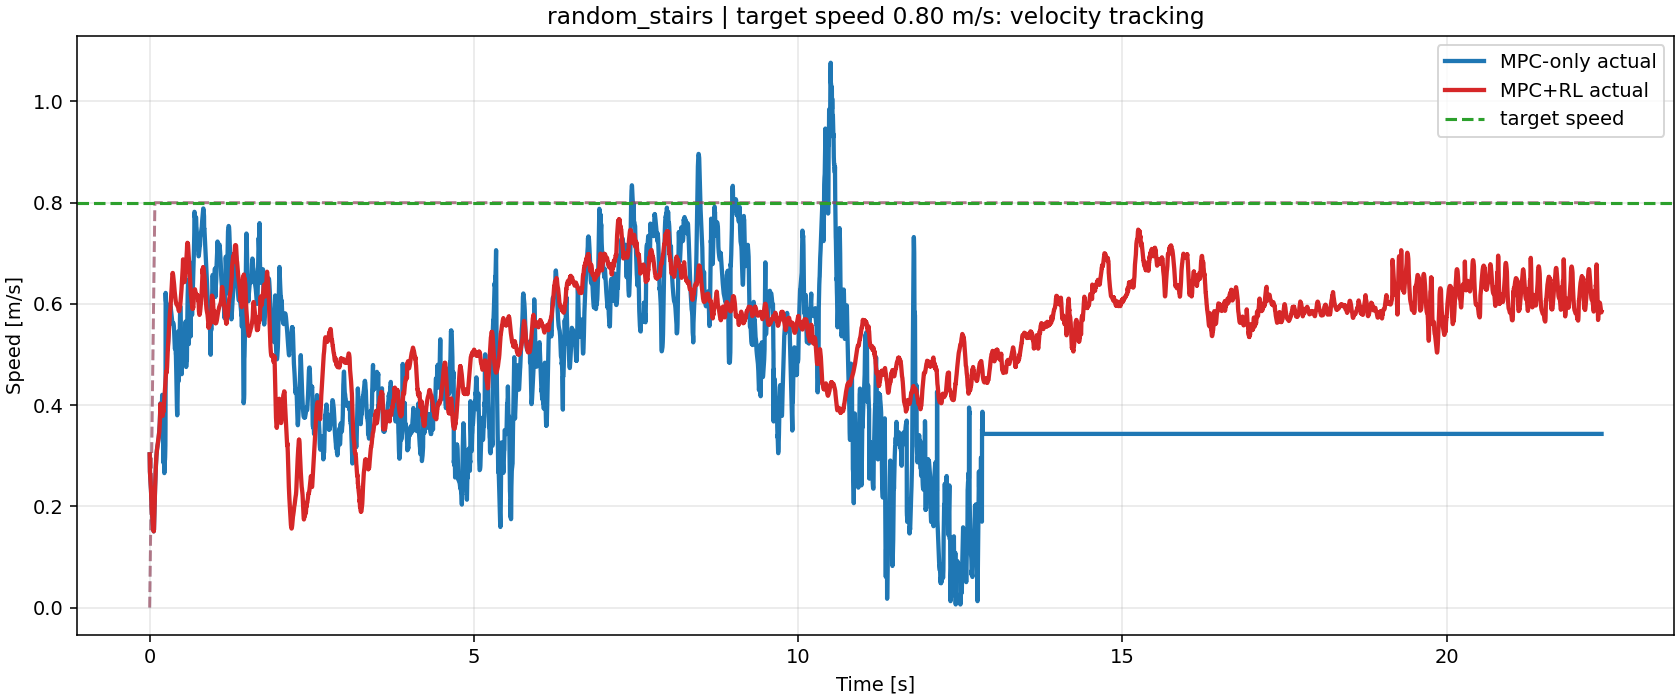 random_stairs | target speed 0.80 m/s: velocity tracking
MPC-only actual
MPC+RL actual
target speed
Speed [m/s]
1.0
0.8
0.6
0.4
0.2
0.0
0 5 10 15 20
Time [s]